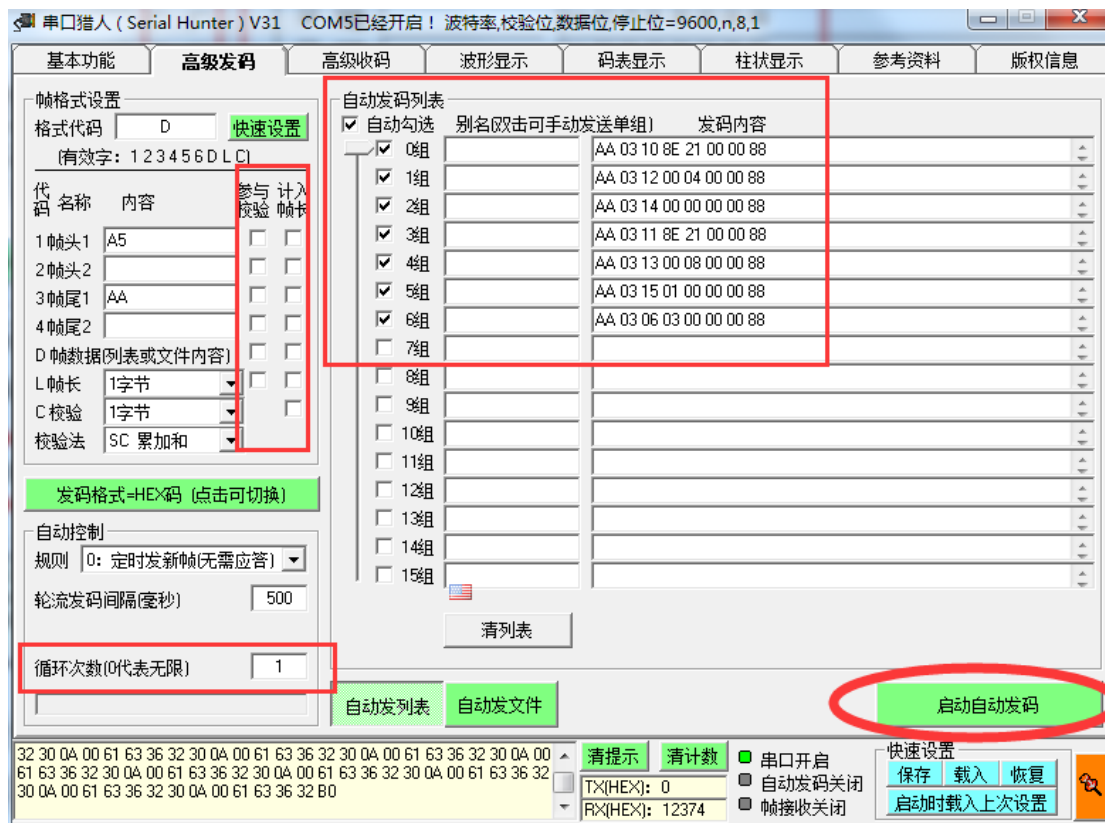 串口猎人（Serial Hunter）V31 COM5已经开启！波特率,校验位,数据位,停止位=9600,n,8,1
基本功能 高级发码 高级收码 波形显示 码表显示 柱状显示 参考资料 版权信息
帧格式设置
格式代码 D 快速设置
(有效字：1 2 3 4 5 6 D L C)
代码 名称 内容 参与校验 计入帧长
1 帧头1 A5
2 帧头2
3 帧尾1 AA
4 帧尾2
D 帧数据(列表或文件内容)
L 帧长 1字节
C 校验 1字节
校验法 SC 累加和
发码格式=HEX码 (点击可切换)
自动控制
规则 0：定时发新帧(无需应答)
轮流发码间隔(毫秒) 500
循环次数(0代表无限) 1
自动发码列表
自动勾选 别名(双击可手动发送单组) 发码内容
0组 AA 03 10 8E 21 00 00 88
1组 AA 03 12 00 04 00 00 88
2组 AA 03 14 00 00 00 00 88
3组 AA 03 11 8E 21 00 00 88
4组 AA 03 13 00 08 00 00 88
5组 AA 03 15 01 00 00 00 88
6组 AA 03 06 03 00 00 00 88
7组
8组
9组
10组
11组
12组
13组
14组
15组
清列表
自动发列表 自动发文件 启动自动发码
32 30 0A 00 61 63 36 32 30 0A 00 61 63 36 32 30 0A 00 61 63 36 32 30 0A 00
61 63 36 32 30 0A 00 61 63 36 32 30 0A 00 61 63 36 32 30 0A 00 61 63 36 32
30 0A 00 61 63 36 32 30 0A 00 61 63 36 32 B0
清提示 清计数
TX(HEX)：0
RX(HEX)：12374
串口开启
自动发码关闭
帧接收关闭
快速设置
保存 载入 恢复
启动时载入上次设置